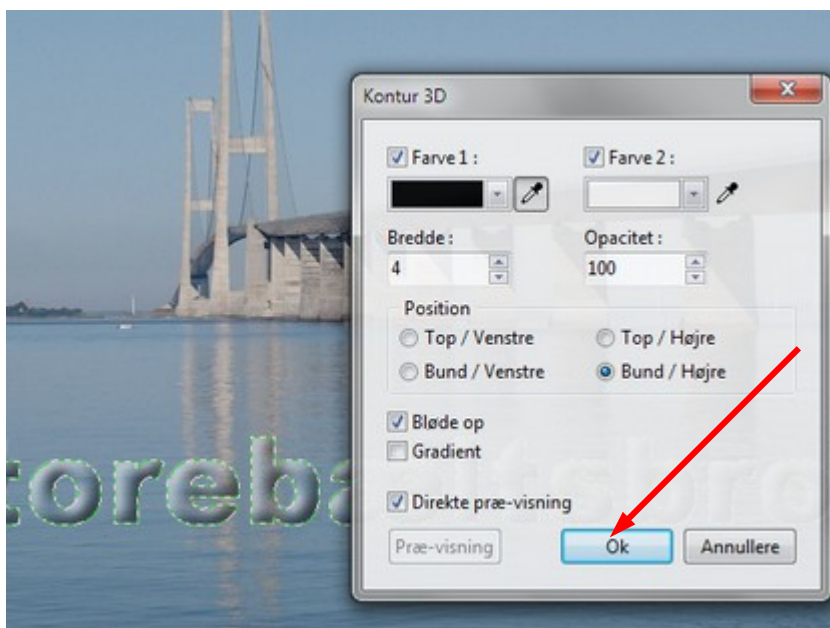 Kontur 3D
Farve 1 :
Farve 2 :
Bredde :
Opacitet :
4
100
Position
Top / Venstre
Top / Højre
Bund / Venstre
Bund / Højre
Bløde op
Gradient
torebæltsbro
Direkte præ-visning
Præ-visning
Ok
Annullere